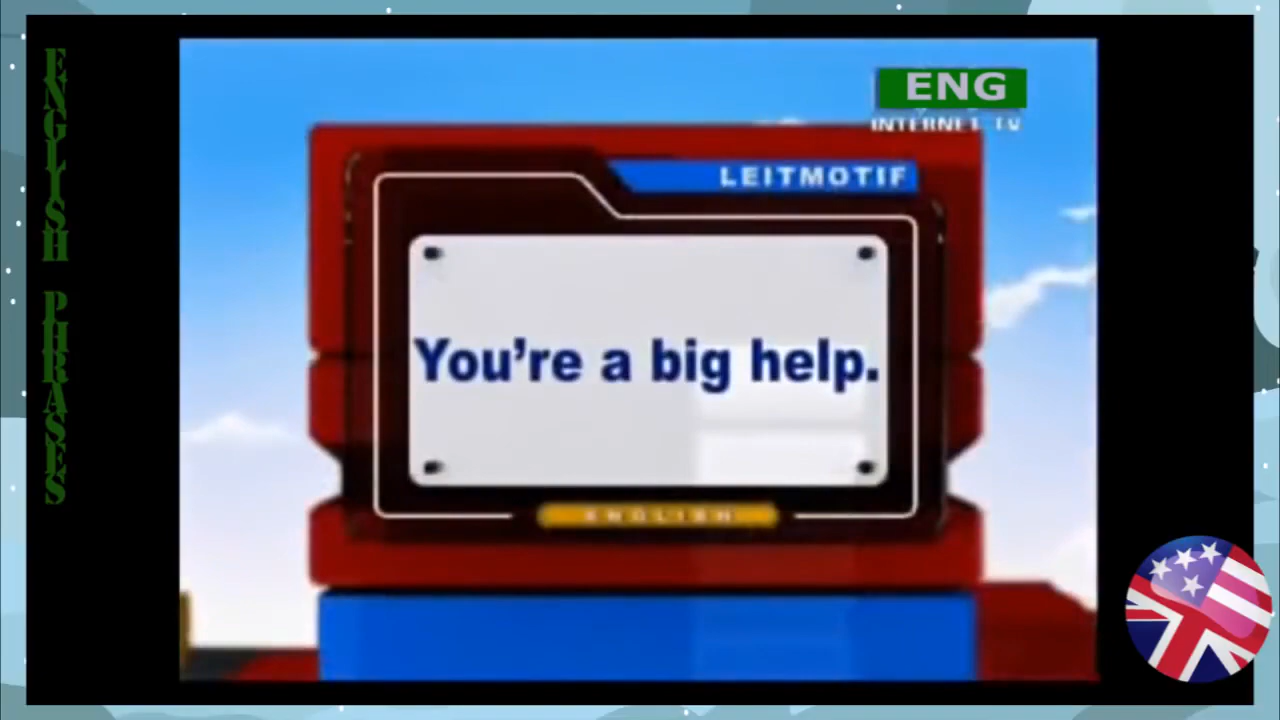 ENGLISH PHRASES
ENG
INTERNET TV
LEITMOTIF
You're a big help.
ENGLISH